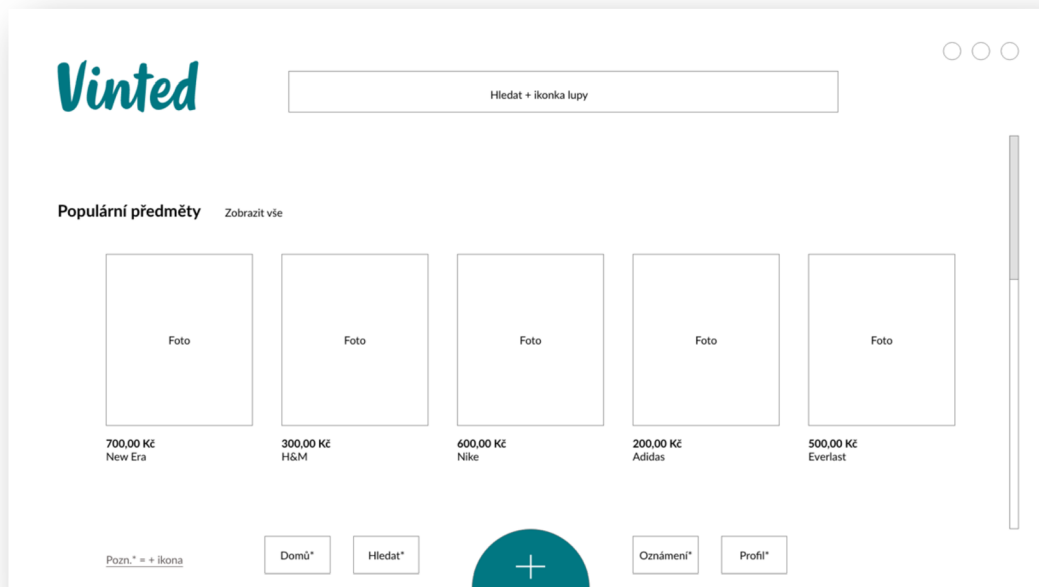 Vinted
Hledat + ikonka lupy
Populární předměty Zobrazit vše
Foto Foto Foto Foto Foto
700,00 Kč 300,00 Kč 600,00 Kč 200,00 Kč 500,00 Kč
New Era H&M Nike Adidas Everlast
Pozn.* = + ikona Domů* Hledat* + Oznámení* Profil*